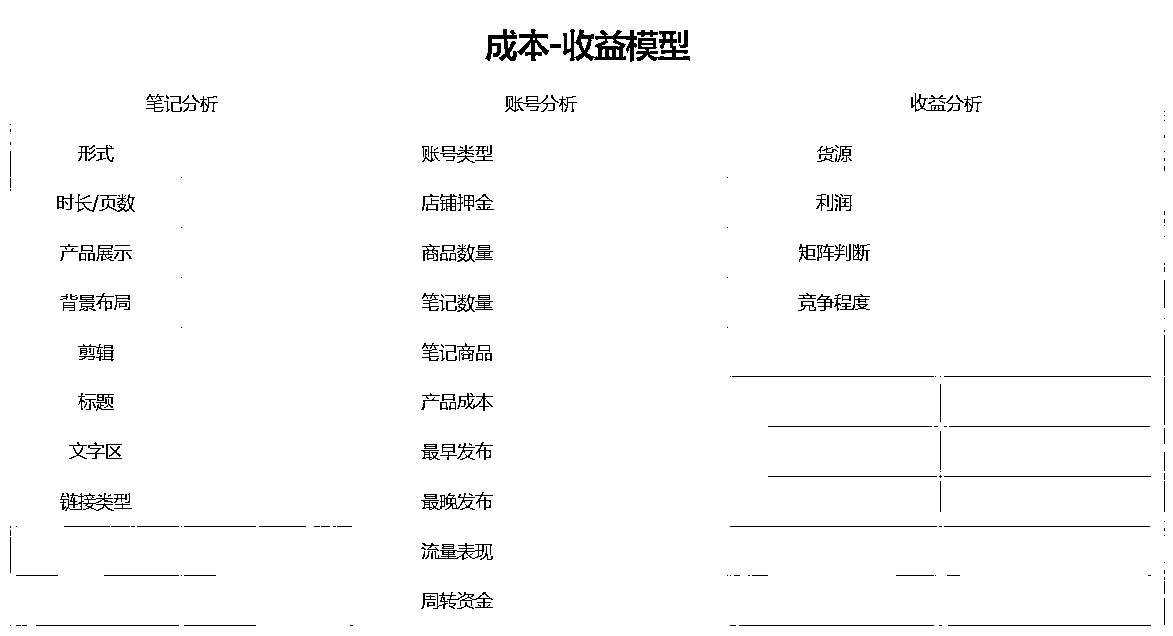 成本-收益模型
笔记分析 账号分析 收益分析
形式 账号类型 货源
时长/页数 店铺押金 利润
产品展示 商品数量 矩阵判断
背景布局 笔记数量 竞争程度
剪辑 笔记商品
标题 产品成本
文字区 最早发布
链接类型 最晚发布
流量表现
周转资金